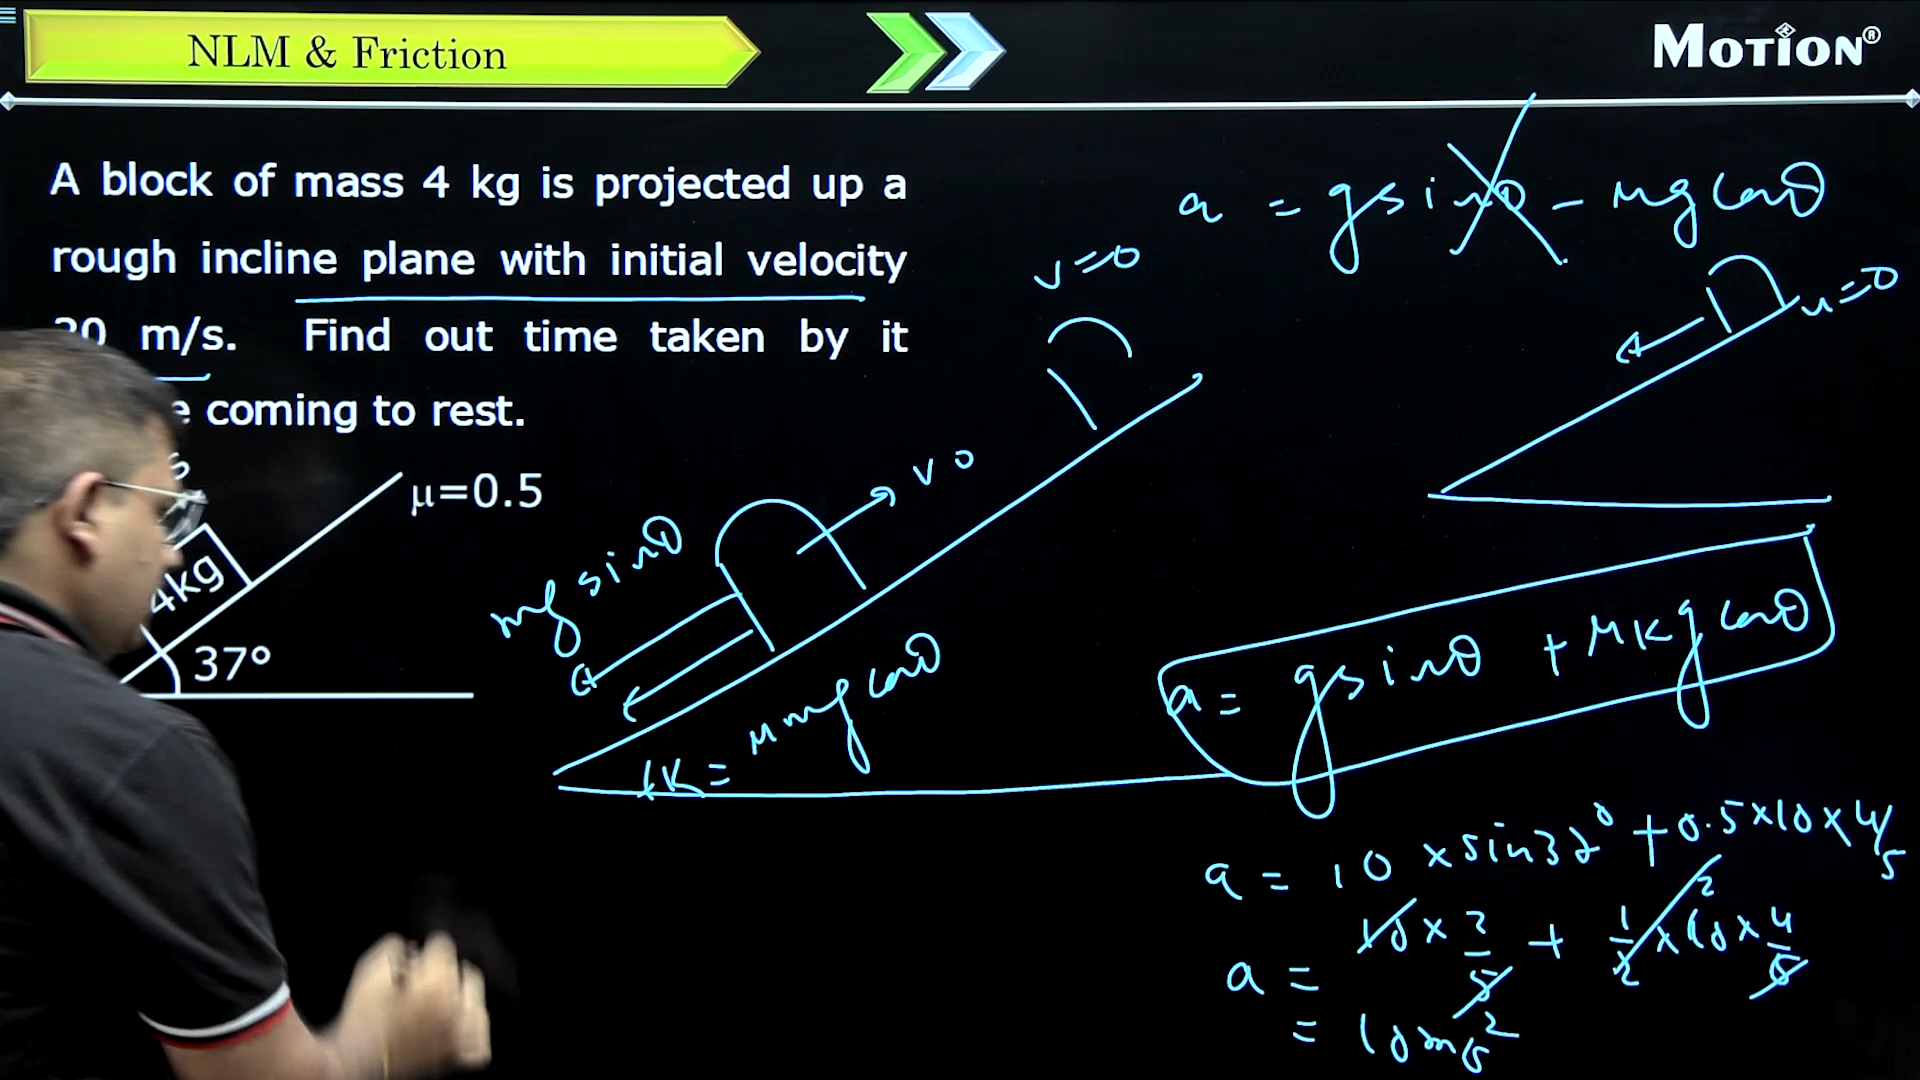 NLM & Friction
MOTION®
A block of mass 4 kg is projected up a
rough incline plane with initial velocity
m/s. Find out time taken by it
coming to rest.
μ=0.5
4kg
37°
a = gsinθ - μg cosθ
v=0
u=0
v0
mg sinθ
fK = μmg cosθ
a = gsinθ + μKg cosθ
a = 10 × sin37° + 0.5×10×4/5
a = 10 × 3/5 + 1/2 × 10 × 4/5
2
= 10 m/s²